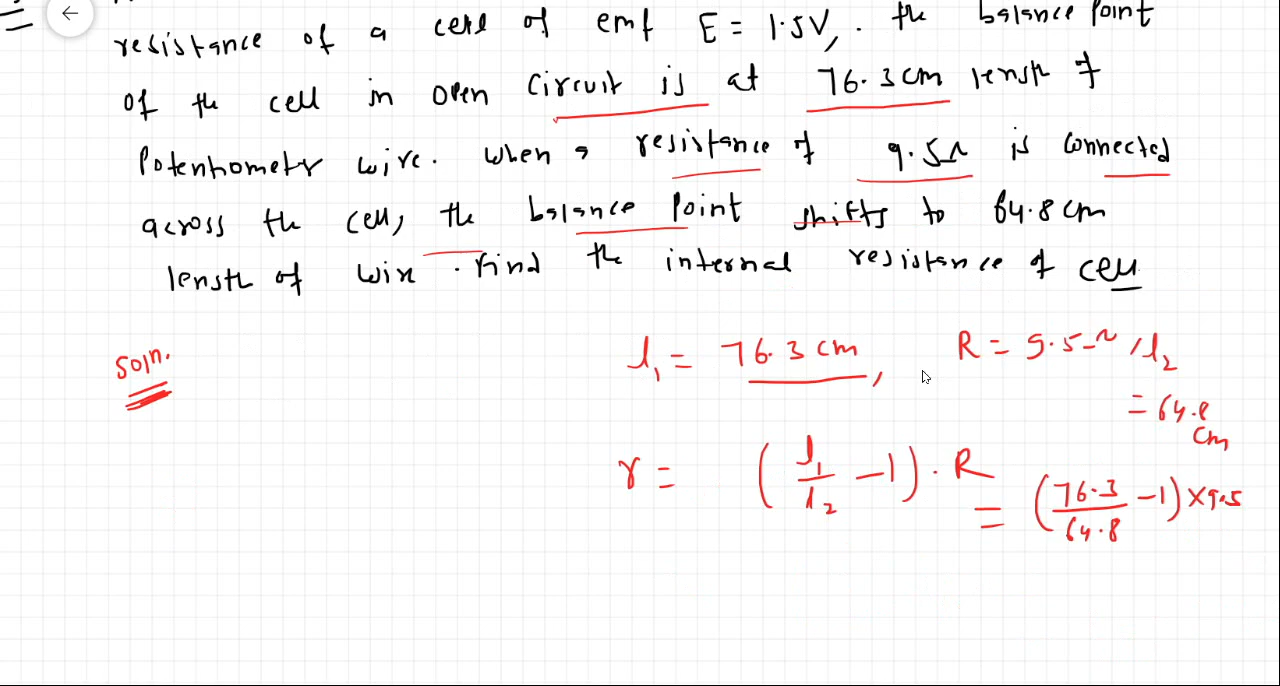 resistance of a cell of emf E = 1.5V, . the balance point
of the cell in open circuit is at 76.3cm length of
Potentiometer wire. when a resistance of 9.5Ω is connected
across the cell, the balance point shifts to 64.8cm
length of wire . Find the internal resistance of cell
Soln.
l₁ = 76.3 cm, R = 9.5Ω, l₂
= 64.8
cm
r = (l₁/l₂ - 1) . R
= (76.3/64.8 - 1) × 9.5